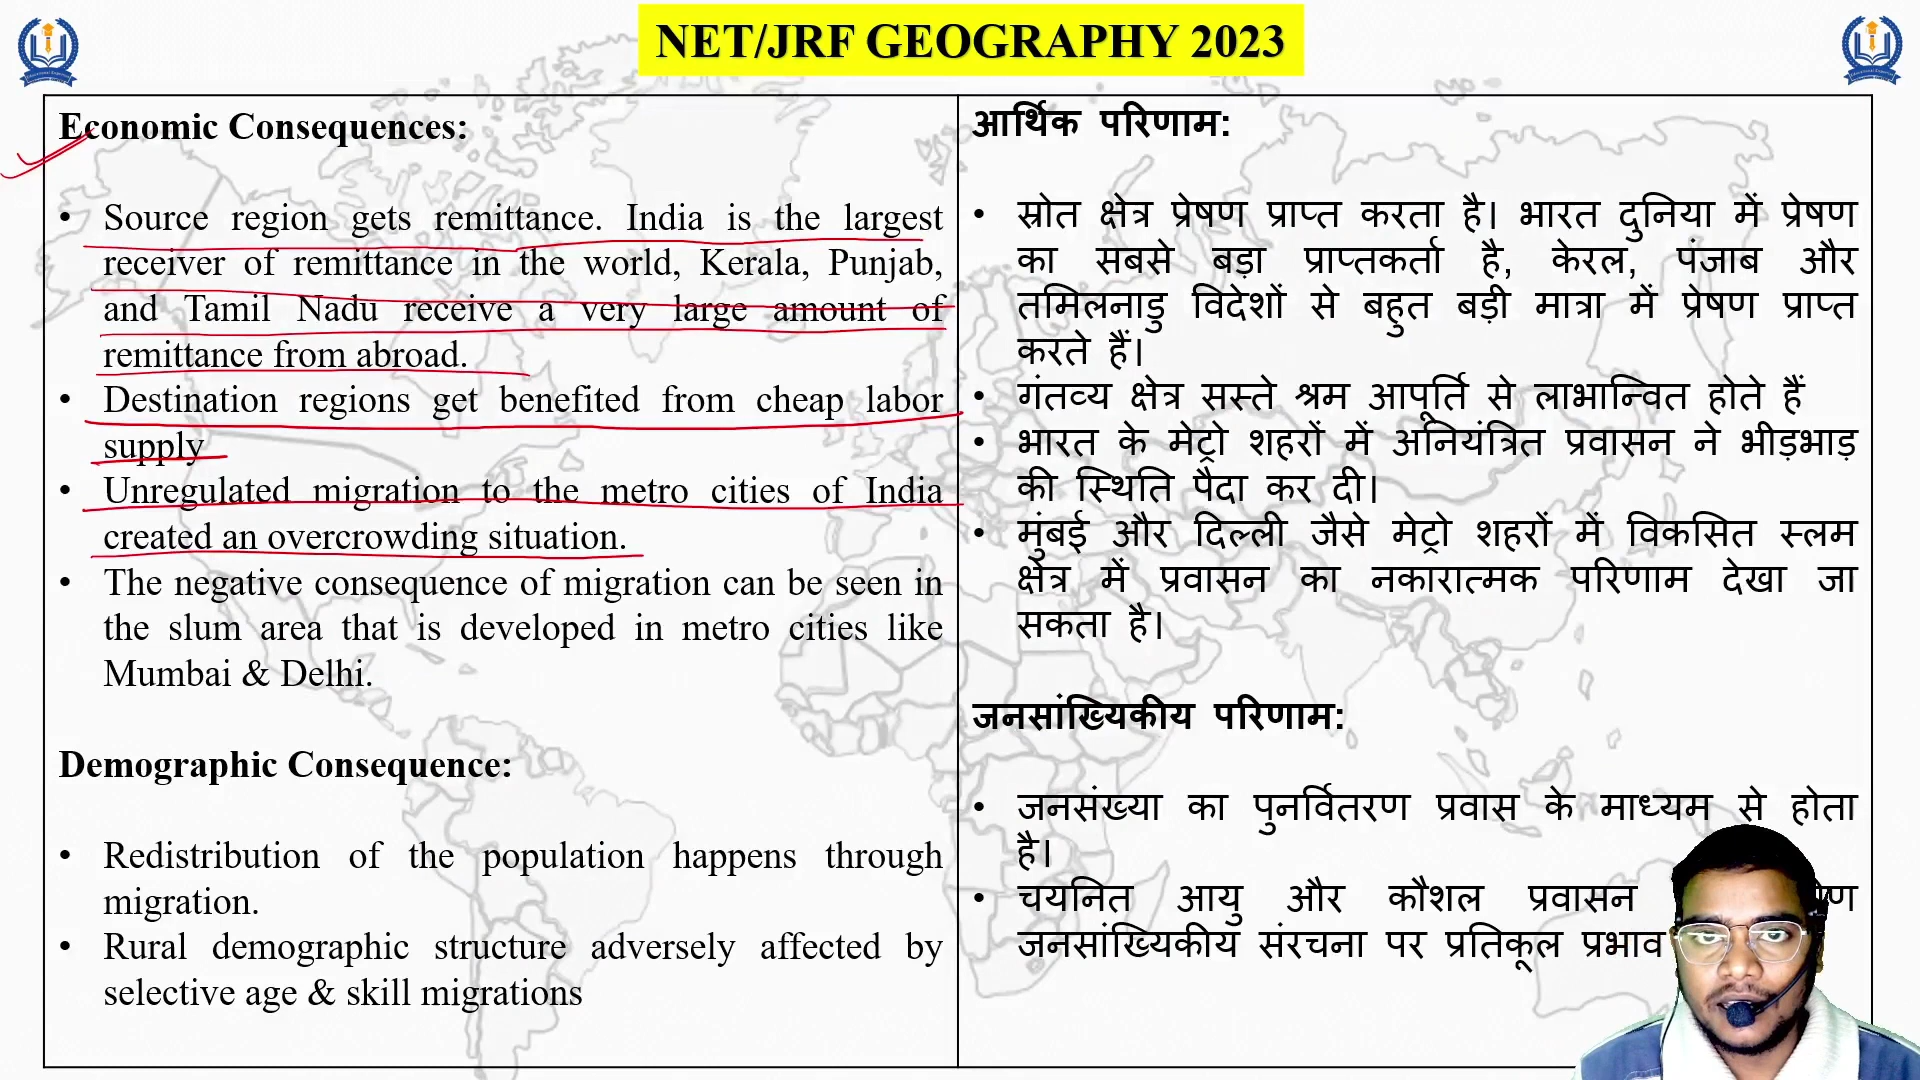 NET/JRF GEOGRAPHY 2023
Economic Consequences:
• Source region gets remittance. India is the largest
receiver of remittance in the world, Kerala, Punjab,
and Tamil Nadu receive a very large amount of
remittance from abroad.
• Destination regions get benefited from cheap labor
supply
• Unregulated migration to the metro cities of India
created an overcrowding situation.
• The negative consequence of migration can be seen in
the slum area that is developed in metro cities like
Mumbai & Delhi.
Demographic Consequence:
• Redistribution of the population happens through
migration.
• Rural demographic structure adversely affected by
selective age & skill migrations
आर्थिक परिणाम:
• स्रोत क्षेत्र प्रेषण प्राप्त करता है। भारत दुनिया में प्रेषण
का सबसे बड़ा प्राप्तकर्ता है, केरल, पंजाब और
तमिलनाडु विदेशों से बहुत बड़ी मात्रा में प्रेषण प्राप्त
करते हैं।
• गंतव्य क्षेत्र सस्ते श्रम आपूर्ति से लाभान्वित होते हैं
• भारत के मेट्रो शहरों में अनियंत्रित प्रवासन ने भीड़भाड़
की स्थिति पैदा कर दी।
• मुंबई और दिल्ली जैसे मेट्रो शहरों में विकसित स्लम
क्षेत्र में प्रवासन का नकारात्मक परिणाम देखा जा
सकता है।
जनसांख्यिकीय परिणाम:
• जनसंख्या का पुनर्वितरण प्रवास के माध्यम से होता
है।
• चयनित आयु और कौशल प्रवासन
जनसांख्यिकीय संरचना पर प्रतिकूल प्रभाव